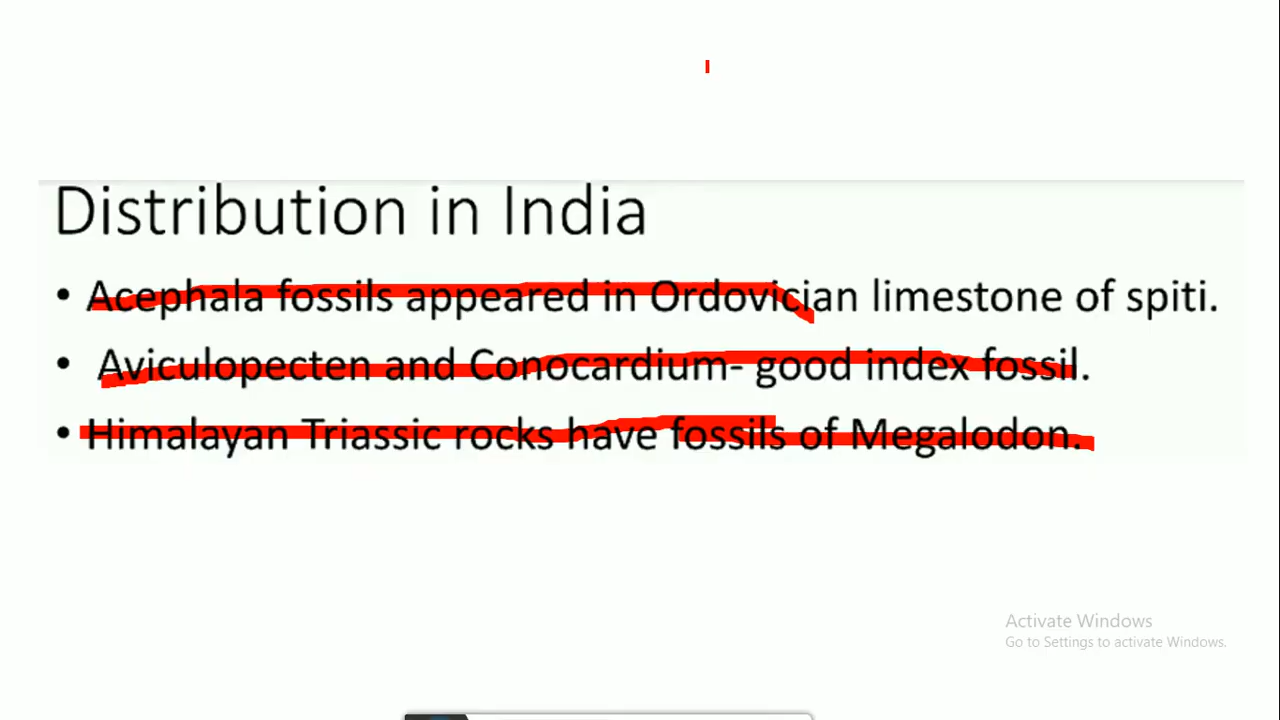 Distribution in India
• Acephala fossils appeared in Ordovician limestone of spiti.
• Aviculopecten and Conocardium- good index fossil.
• Himalayan Triassic rocks have fossils of Megalodon.
Activate Windows
Go to Settings to activate Windows.